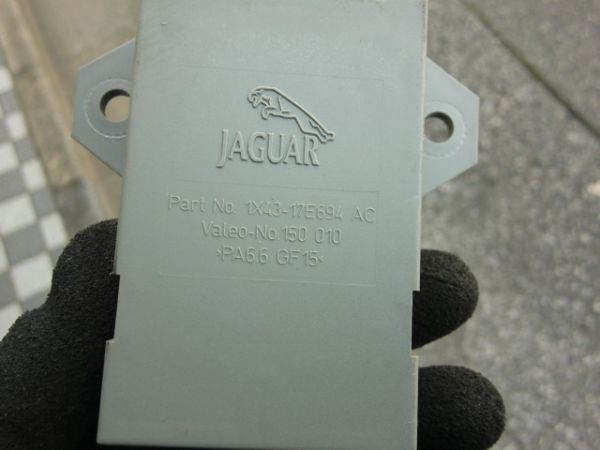 JAGUAR
Part No. 1X43-17E694 AC
Valeo-No.150 010
>PA6.6 GF15<